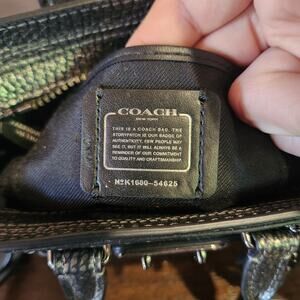 COACH
NEW YORK
THIS IS A COACH BAG. THE
STORYPATCH IS OUR BADGE OF
AUTHENTICITY. FEW PEOPLE MAY
SEE IT, BUT IT WILL ALWAYS BE A
REMINDER OF OUR COMMITMENT
TO QUALITY AND CRAFTSMANSHIP.
№K1680-54625